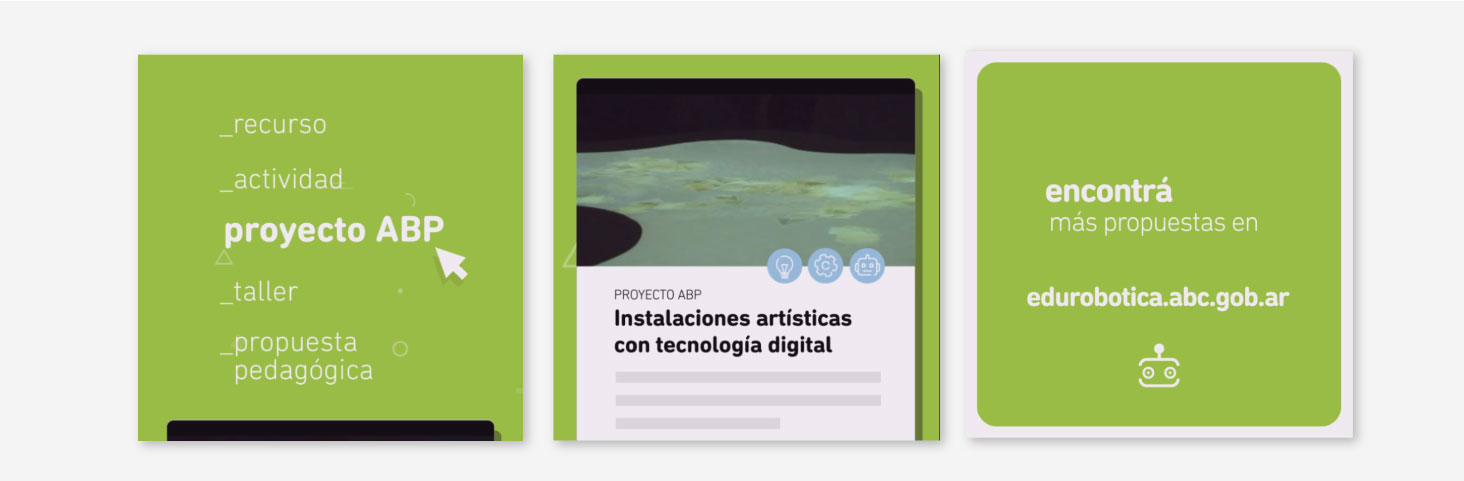 _recurso
_actividad
proyecto ABP
_taller
_propuesta
pedagógica
PROYECTO ABP
Instalaciones artísticas
con tecnología digital
encontrá
más propuestas en
edurobotica.abc.gob.ar